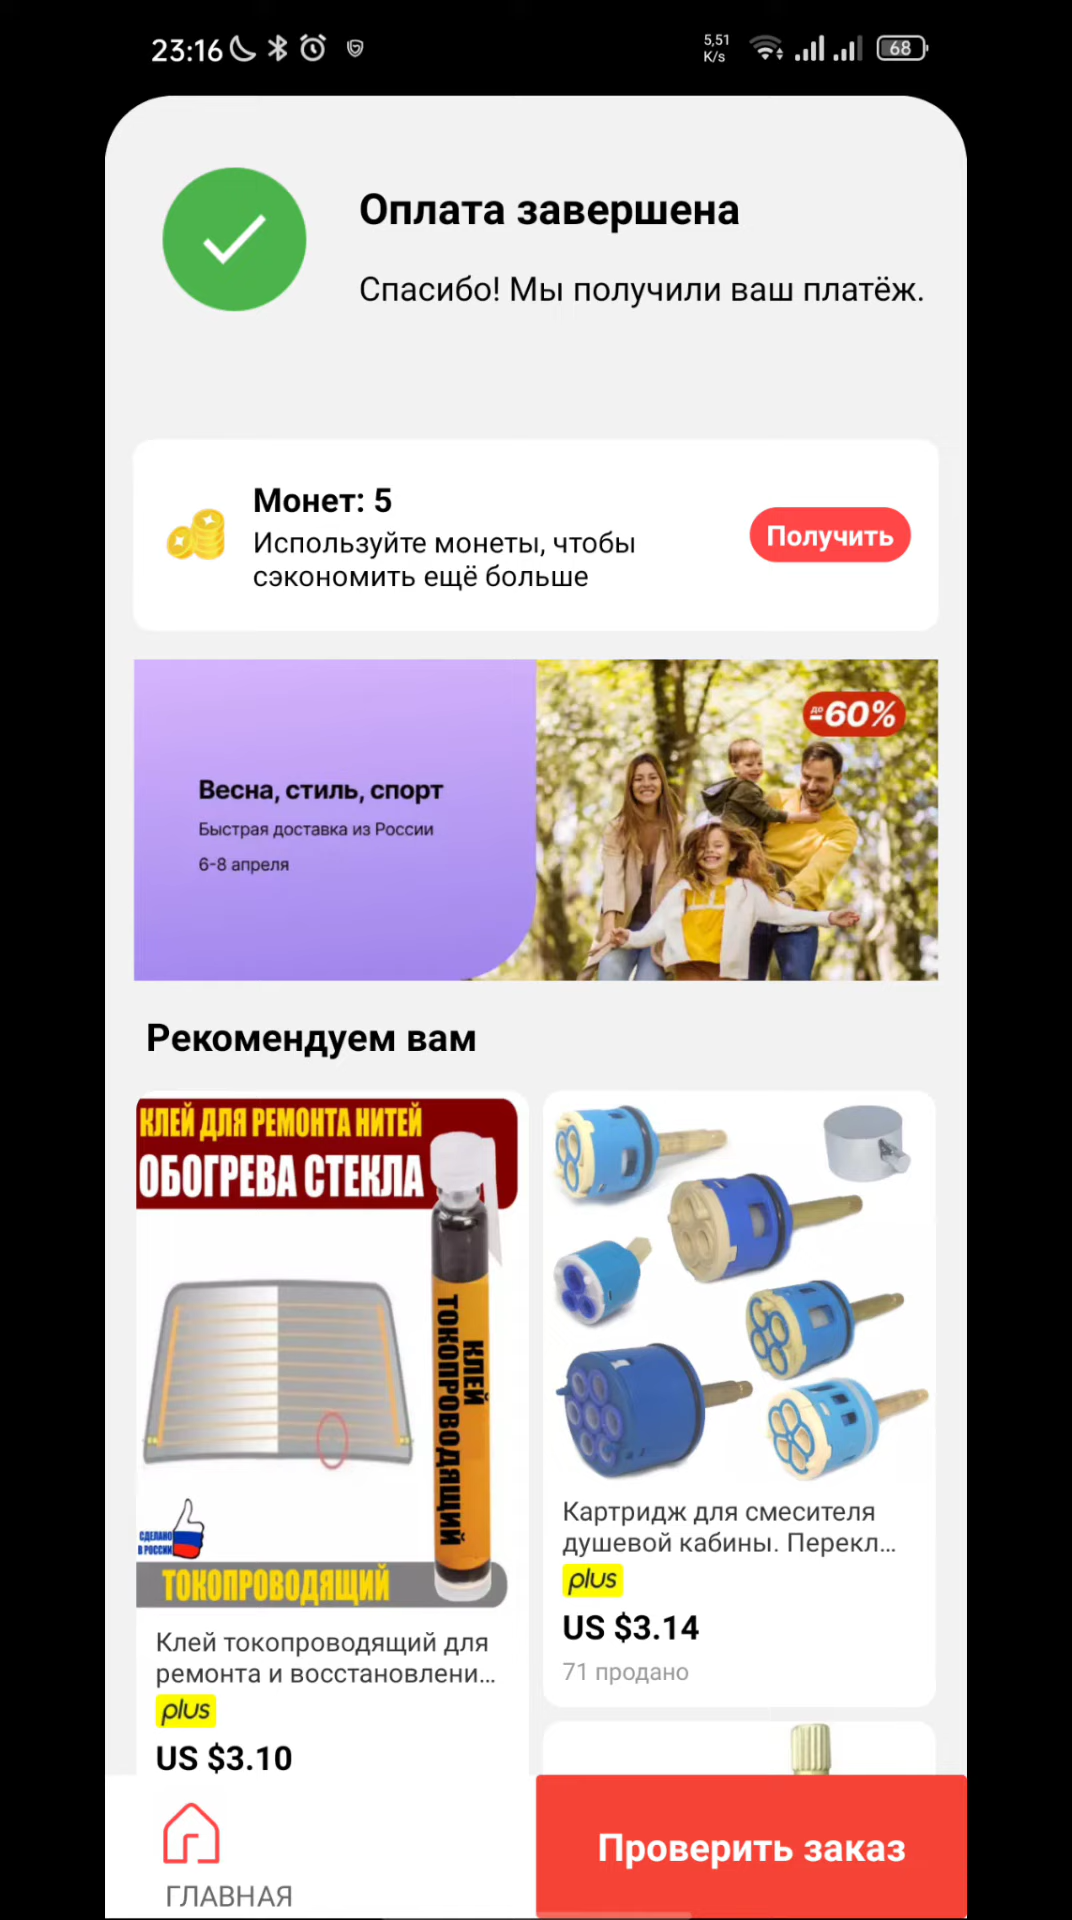 23:16
5,51
K/s
68
Оплата завершена
Спасибо! Мы получили ваш платёж.
Монет: 5
Используйте монеты, чтобы
сэкономить ещё больше
Получить
до
-60%
Весна, стиль, спорт
Быстрая доставка из России
6-8 апреля
Рекомендуем вам
КЛЕЙ ДЛЯ РЕМОНТА НИТЕЙ
ОБОГРЕВА СТЕКЛА
КЛЕЙ
ТОКОПРОВОДЯЩИЙ
СДЕЛАНО
В РОССИИ
ТОКОПРОВОДЯЩИЙ
Клей токопроводящий для
ремонта и восстановлени...
plus
US $3.10
Картридж для смесителя
душевой кабины. Перекл...
plus
US $3.14
71 продано
ГЛАВНАЯ
Проверить заказ